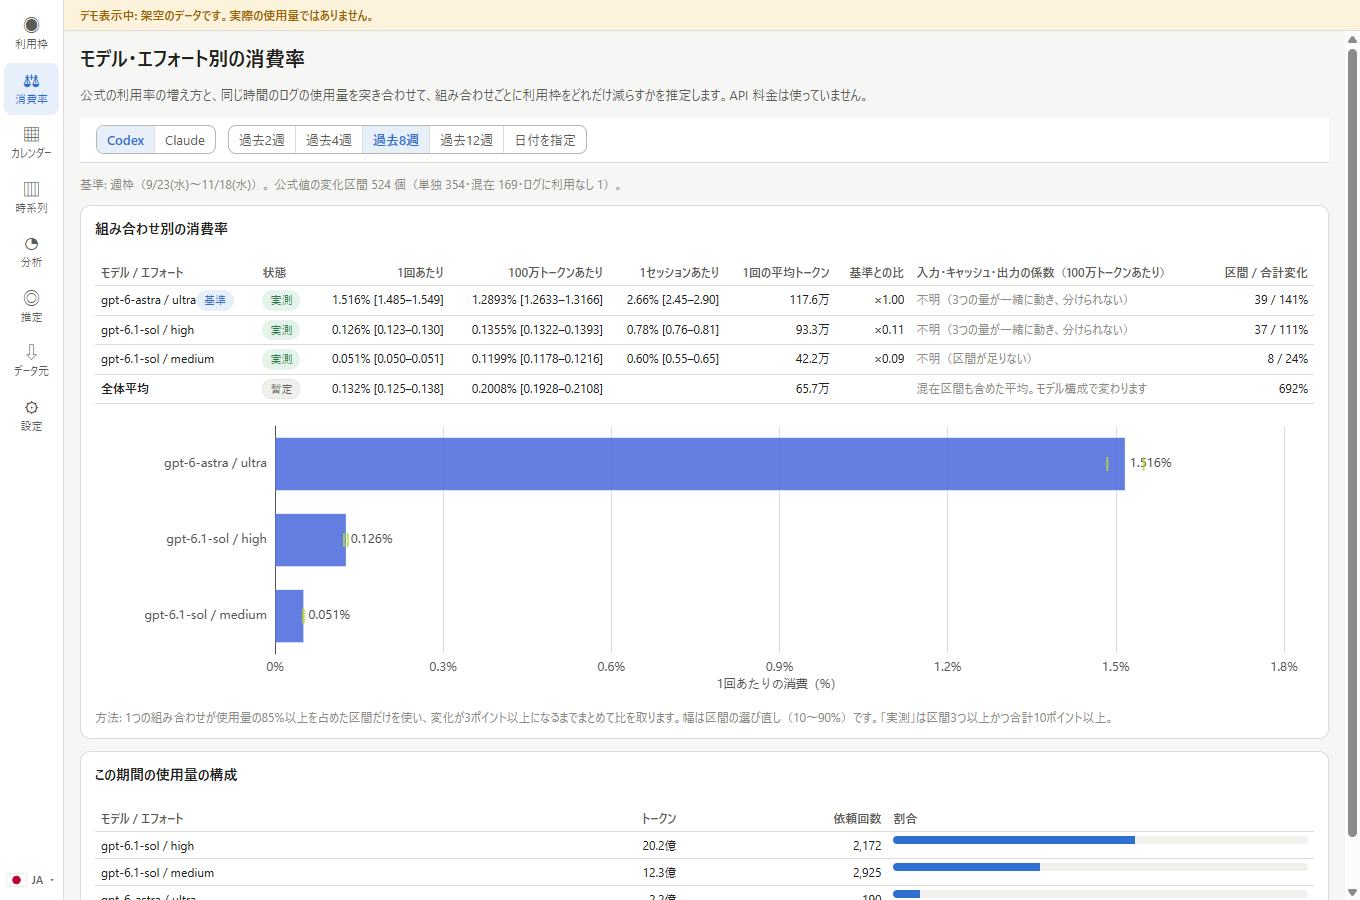 デモ表示中: 架空のデータです。実際の使用量ではありません。
利用枠
消費率
カレンダー
時系列
分析
推定
データ元
設定
JA
モデル・エフォート別の消費率
公式の利用率の増え方と、同じ時間のログの使用量を突き合わせて、組み合わせごとに利用枠をどれだけ減らすかを推定します。API 料金は使っていません。
Codex Claude 過去2週 過去4週 過去8週 過去12週 日付を指定
基準: 週枠（9/23(水)～11/18(水)）。公式値の変化区間 524 個（単独 354・混在 169・ログに利用なし 1）。
組み合わせ別の消費率
モデル / エフォート 状態 1回あたり 100万トークンあたり 1セッションあたり 1回の平均トークン 基準との比 入力・キャッシュ・出力の係数（100万トークンあたり） 区間 / 合計変化
gpt-6-astra / ultra 基準 実測 1.516% [1.485–1.549] 1.2893% [1.2633–1.3166] 2.66% [2.45–2.90] 117.6万 ×1.00 不明（3つの量が一緒に動き、分けられない） 39 / 141%
gpt-6.1-sol / high 実測 0.126% [0.123–0.130] 0.1355% [0.1322–0.1393] 0.78% [0.76–0.81] 93.3万 ×0.11 不明（3つの量が一緒に動き、分けられない） 37 / 111%
gpt-6.1-sol / medium 実測 0.051% [0.050–0.051] 0.1199% [0.1178–0.1216] 0.60% [0.55–0.65] 42.2万 ×0.09 不明（区間が足りない） 8 / 24%
全体平均 暫定 0.132% [0.125–0.138] 0.2008% [0.1928–0.2108] 65.7万 混在区間も含めた平均。モデル構成で変わります 692%
gpt-6-astra / ultra 1.516%
gpt-6.1-sol / high 0.126%
gpt-6.1-sol / medium 0.051%
0% 0.3% 0.6% 0.9% 1.2% 1.5% 1.8%
1回あたりの消費（%）
方法: 1つの組み合わせが使用量の85%以上を占めた区間だけを使い、変化が3ポイント以上になるまでまとめて比を取ります。幅は区間の選び直し（10～90%）です。「実測」は区間3つ以上かつ合計10ポイント以上。
この期間の使用量の構成
モデル / エフォート トークン 依頼回数 割合
gpt-6.1-sol / high 20.2億 2,172
gpt-6.1-sol / medium 12.3億 2,925
gpt-6-astra / ultra 2.2億 190